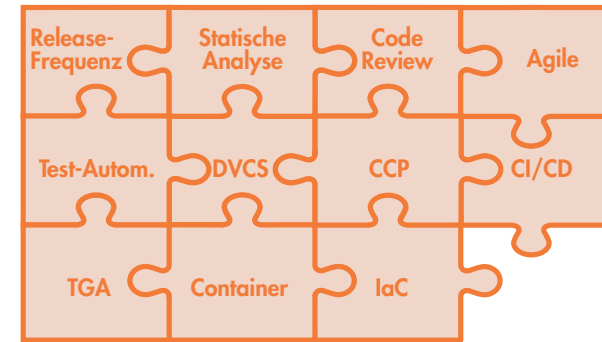 Release-
Frequenz
Statische
Analyse
Code
Review
Agile
Test-Autom.
DVCS
CCP
CI/CD
TGA
Container
IaC